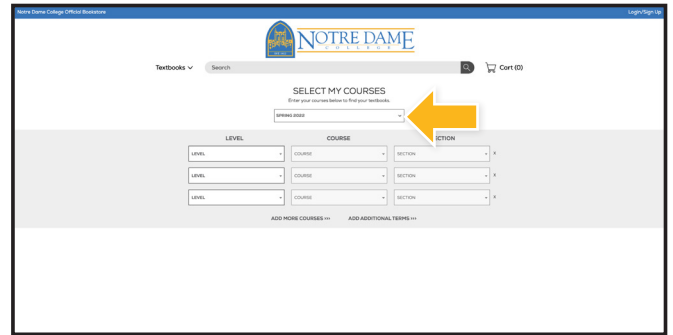 Notre Dame College Official Bookstore Login/Sign Up
NOTRE DAME
COLLEGE
Textbooks Search Cart (0)
SELECT MY COURSES
Enter your courses below to find your textbooks.
SPRING 2022
LEVEL COURSE
LEVEL COURSE SECTION x
LEVEL COURSE SECTION x
LEVEL COURSE SECTION x
ADD MORE COURSES >>> ADD ADDITIONAL TERMS >>>